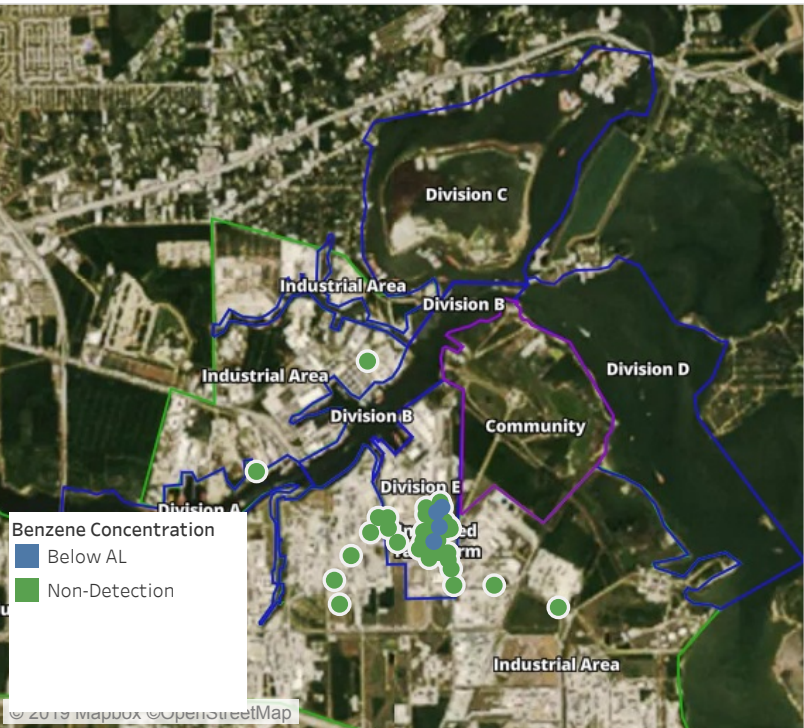 Division C
Industrial Area
Division B
Industrial Area
Division D
Division B
Community
Division E
Division A
Benzene Concentration
Below AL
Non-Detection
Industrial Area
© 2019 Mapbox ©OpenStreetMap